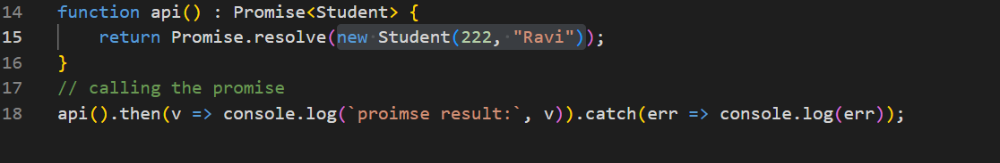 14 function api() : Promise<Student> {
15     return Promise.resolve(new Student(222, "Ravi"));
16 }
17 // calling the promise
18 api().then(v => console.log(`proimse result:`, v)).catch(err => console.log(err));